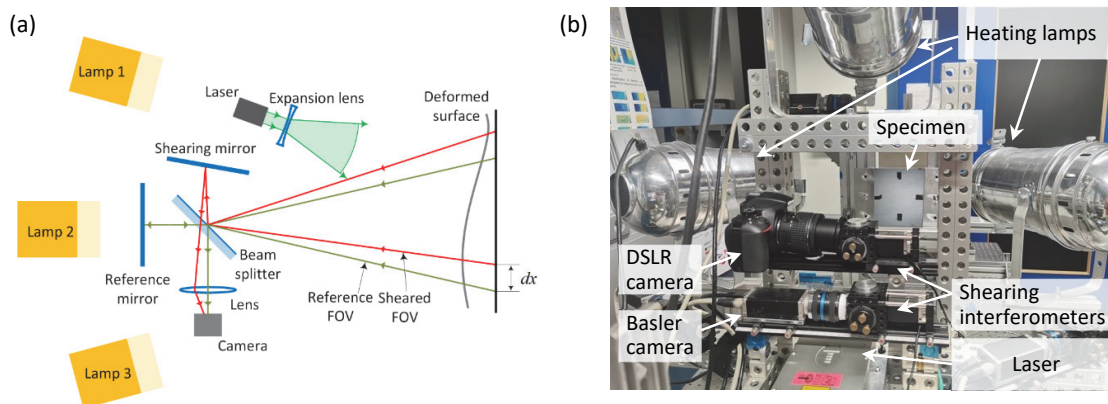 (a)
Lamp 1
Laser
Expansion lens
Deformed
surface
Shearing mirror
Lamp 2
Beam
splitter
Reference
mirror
Lens
Reference
FOV
Sheared
FOV
dx
Camera
Lamp 3
(b)
Heating lamps
Specimen
DSLR
camera
Basler
camera
Shearing
interferometers
Laser